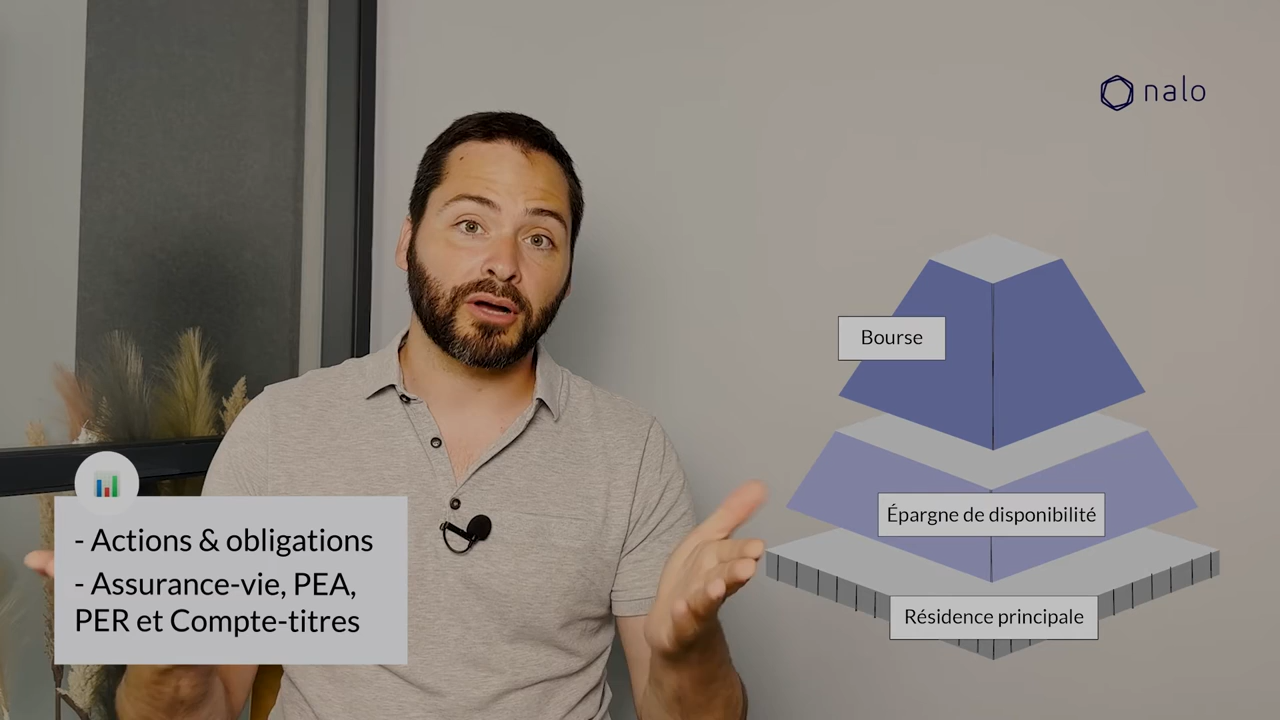 nalo
Bourse
Épargne de disponibilité
Résidence principale
- Actions & obligations
- Assurance-vie, PEA,
PER et Compte-titres